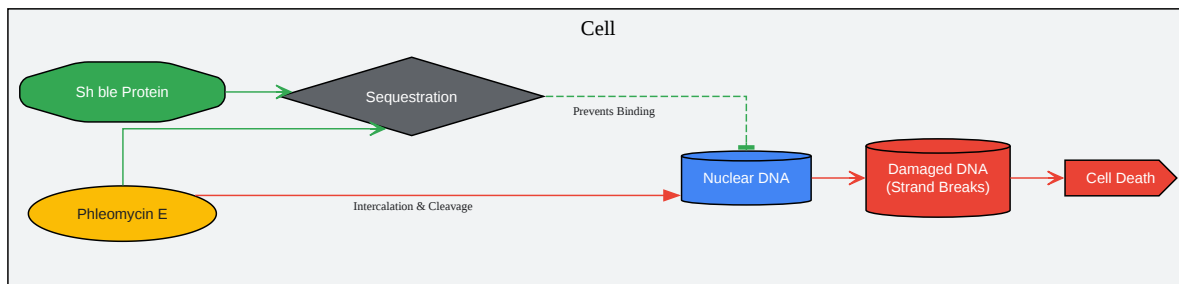 Cell
Sh ble Protein
Sequestration
Prevents Binding
Phleomycin E
Intercalation & Cleavage
Nuclear DNA
Damaged DNA
(Strand Breaks)
Cell Death